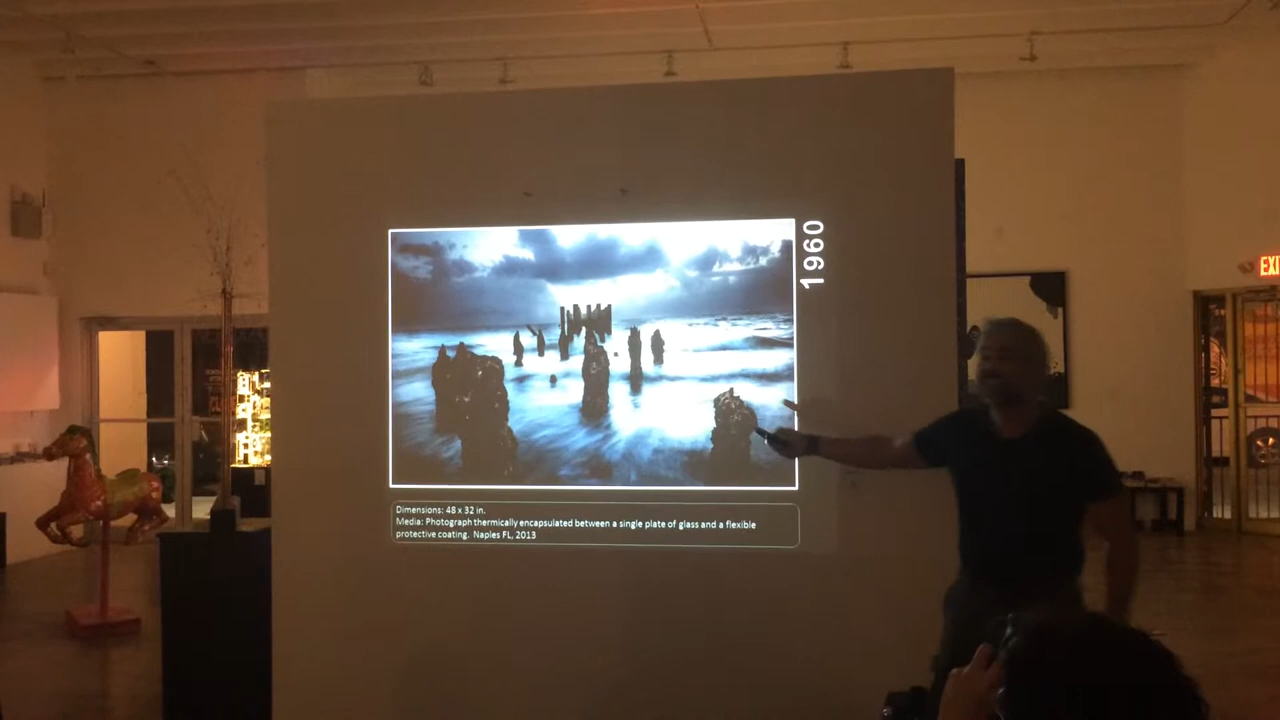 1960
Dimensions: 48 x 32 in.
Media: Photograph thermically encapsulated between a single plate of glass and a flexible
protective coating. Naples FL, 2013
EXI